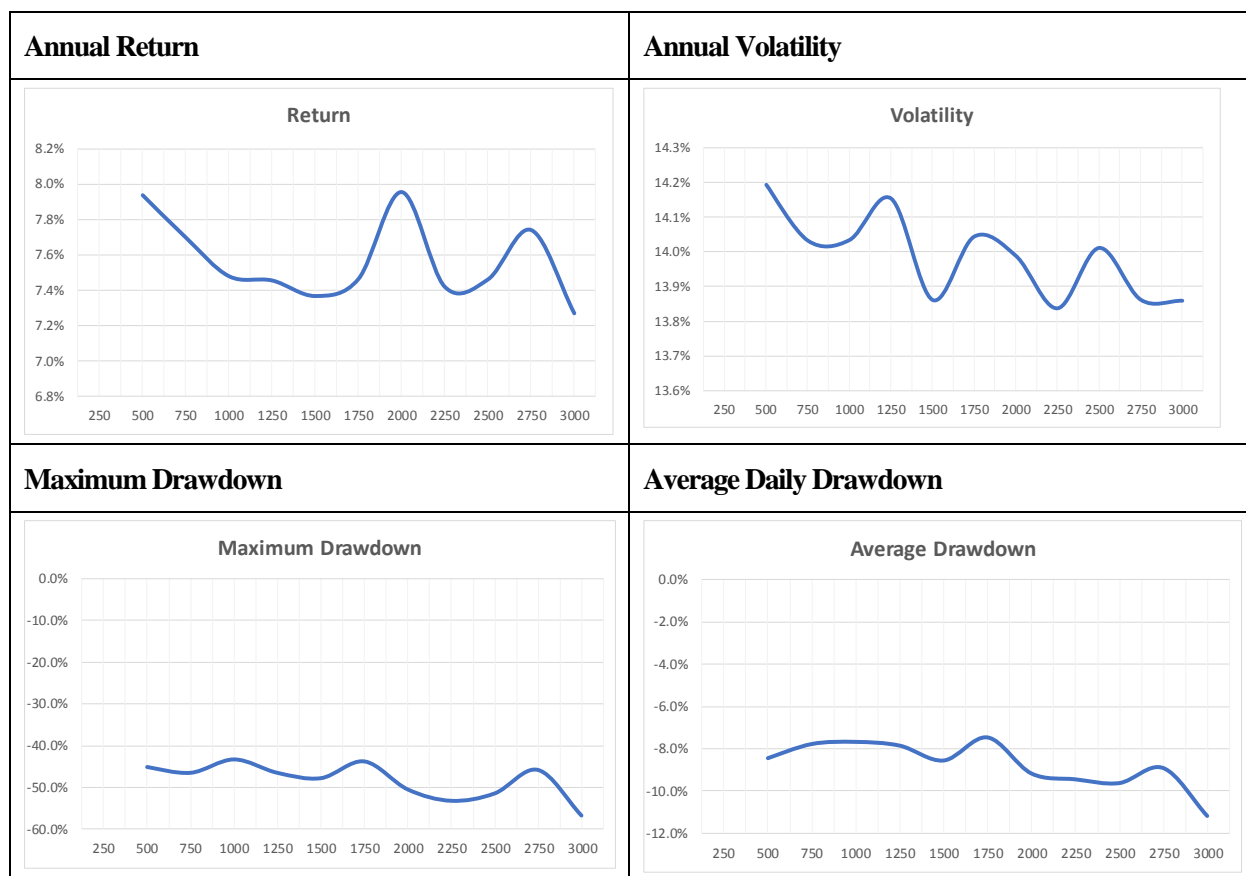 Annual Return
Annual Volatility
Return
8.2%
8.0%
7.8%
7.6%
7.4%
7.2%
7.0%
6.8%
250 500 750 1000 1250 1500 1750 2000 2250 2500 2750 3000
Volatility
14.3%
14.2%
14.1%
14.0%
13.9%
13.8%
13.7%
13.6%
250 500 750 1000 1250 1500 1750 2000 2250 2500 2750 3000
Maximum Drawdown
Average Daily Drawdown
Maximum Drawdown
0.0%
-10.0%
-20.0%
-30.0%
-40.0%
-50.0%
-60.0%
250 500 750 1000 1250 1500 1750 2000 2250 2500 2750 3000
Average Drawdown
0.0%
-2.0%
-4.0%
-6.0%
-8.0%
-10.0%
-12.0%
250 500 750 1000 1250 1500 1750 2000 2250 2500 2750 3000